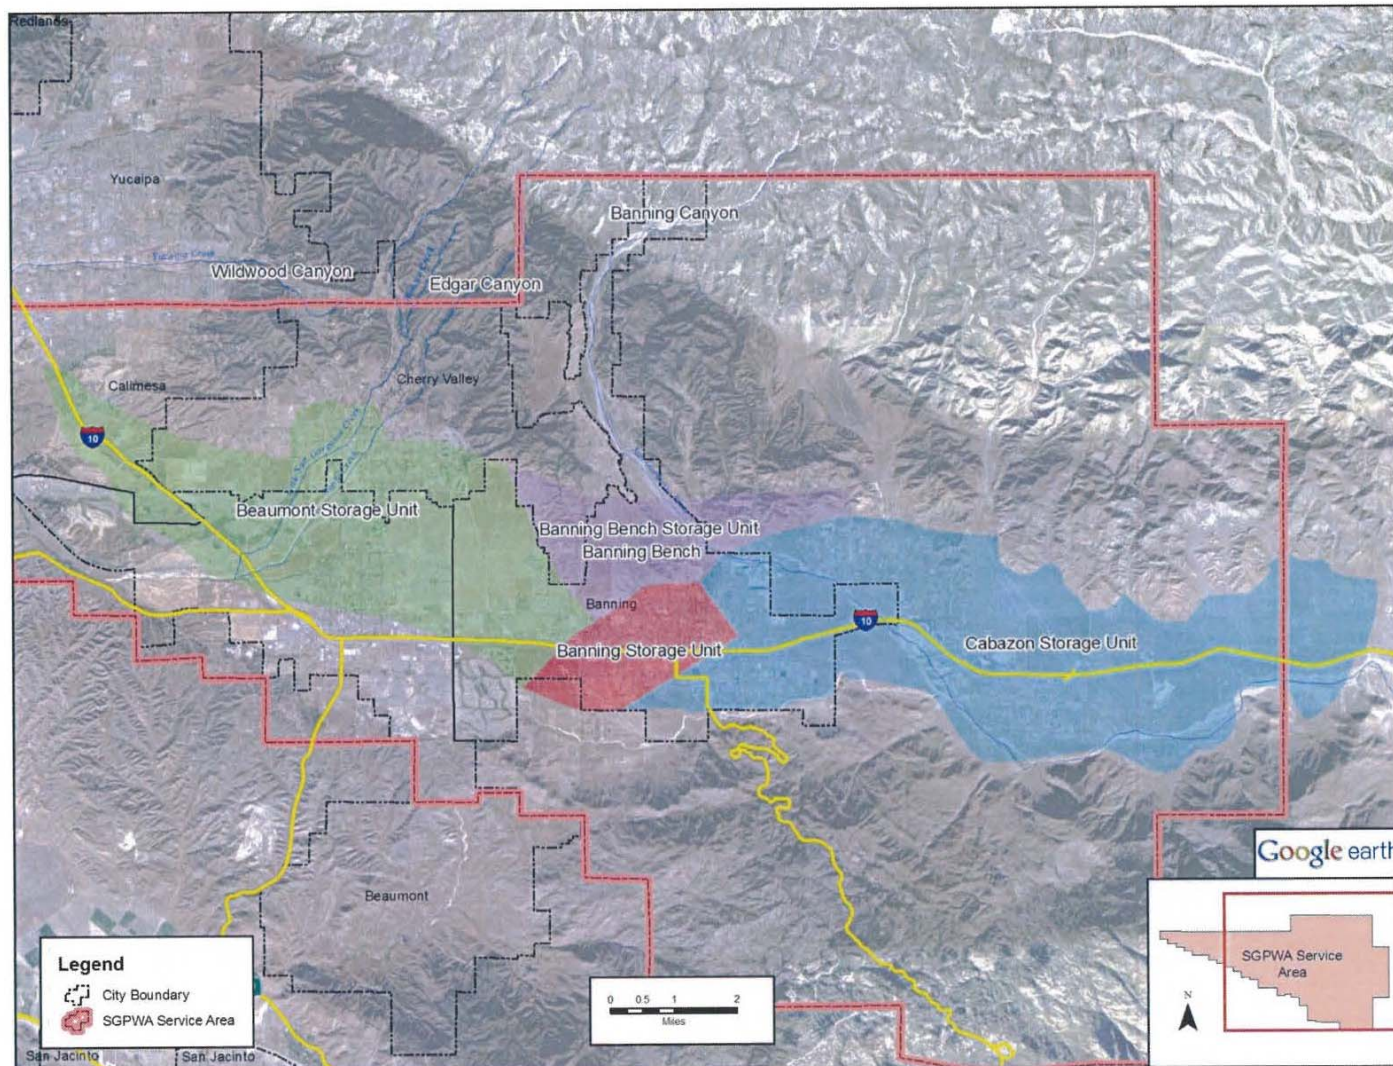 Redlands
Yucaipa
Banning Canyon
Yucaipa Creek
Wildwood Canyon
Edgar Canyon
Calimesa
Cherry Valley
10
Beaumont Storage Unit
Banning Bench Storage Unit
Banning Bench
Banning
10
Banning Storage Unit
Cabazon Storage Unit
Google earth
Beaumont
SGPWA Service
Area
N
Legend
City Boundary
SGPWA Service Area
0 0.5 1 2
Miles
San Jacinto
San Jacinto